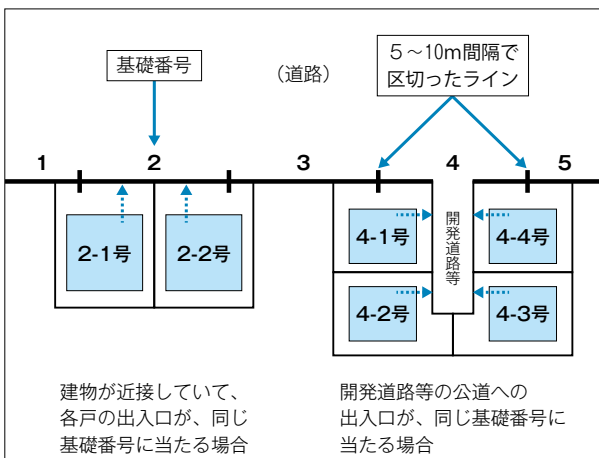 基礎番号
(道路)
5～10m間隔で
区切ったライン
1 2 3 4 5
2-1号 2-2号
4-1号 4-4号
4-2号 4-3号
開発道路等
建物が近接していて、
各戸の出入口が、同じ
基礎番号に当たる場合
開発道路等の公道への
出入口が、同じ基礎番号に
当たる場合